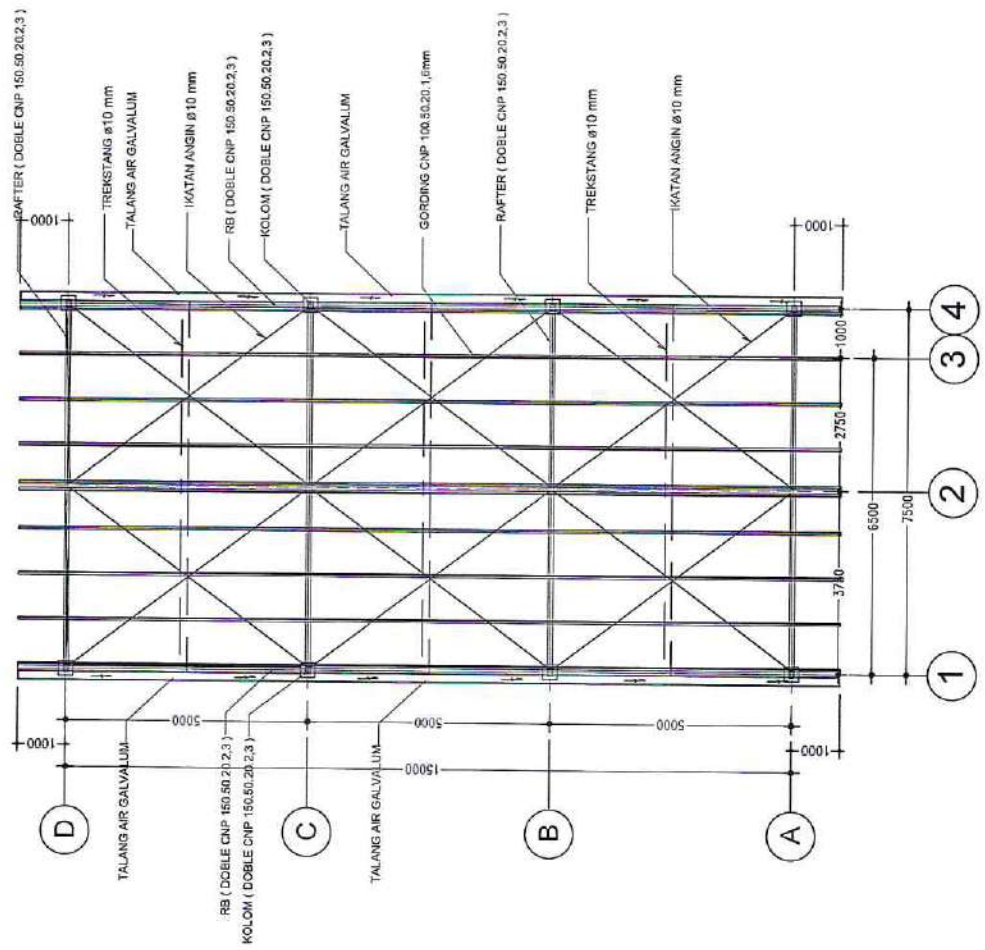 RAFTER ( DOBLE CNP 150.50.20.2,3 )
TREKSTANG ø10 mm
TALANG AIR GALVALUM
IKATAN ANGIN ø10 mm
RB ( DOBLE CNP 150.50.20.2,3 )
KOLOM ( DOBLE CNP 150.50.20.2,3 )
TALANG AIR GALVALUM
GORDING CNP 100.50.20.1,6mm
RAFTER ( DOBLE CNP 150.50.20.2,3 )
TREKSTANG ø10 mm
IKATAN ANGIN ø10 mm
1000
1000
4
3
2
1
1000
2750
3750
6500
7500
1000
5000
5000
5000
1000
15000
TALANG AIR GALVALUM
RB ( DOBLE CNP 150.50.20.2,3 )
KOLOM ( DOBLE CNP 150.50.20.2,3 )
TALANG AIR GALVALUM
D
C
B
A